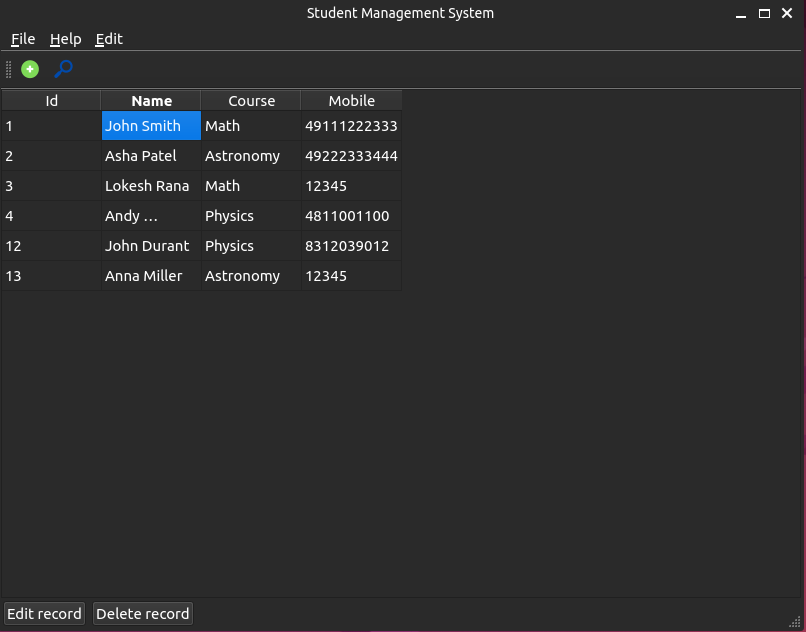 Student Management System
File Help Edit
Id Name Course Mobile
1 John Smith Math 49111222333
2 Asha Patel Astronomy 49222333444
3 Lokesh Rana Math 12345
4 Andy … Physics 4811001100
12 John Durant Physics 8312039012
13 Anna Miller Astronomy 12345
Edit record Delete record